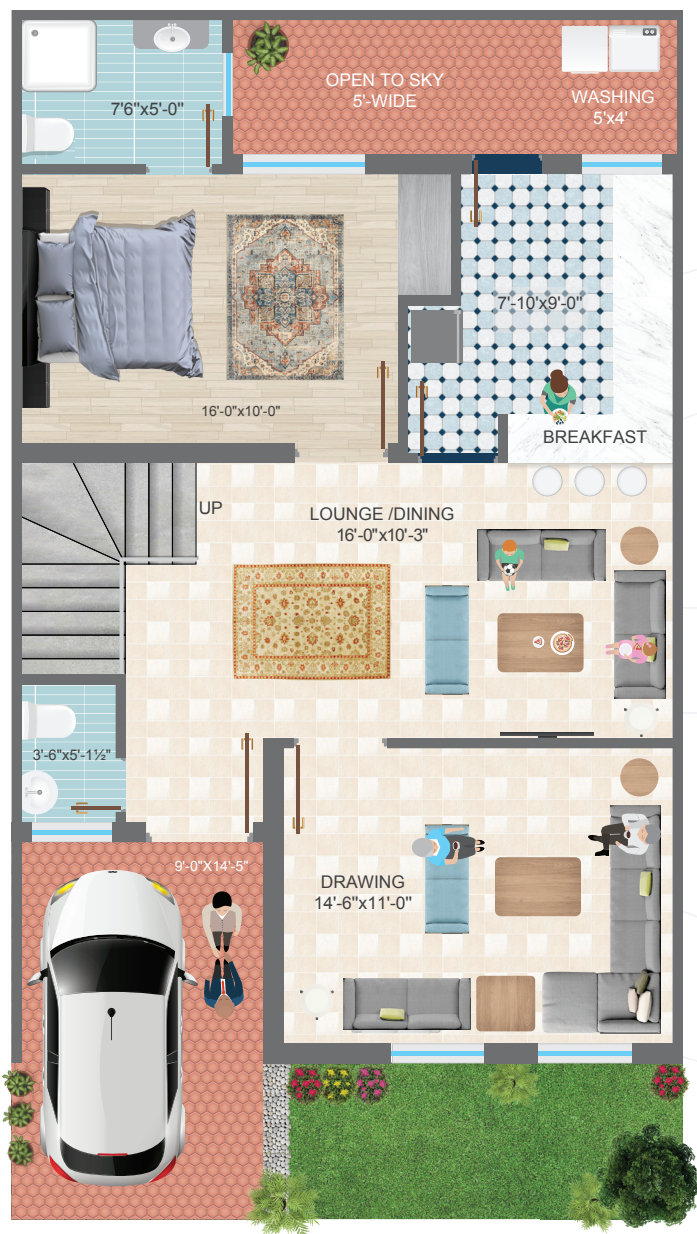 OPEN TO SKY
5'-WIDE
WASHING
5'x4'
7'6"x5'-0"
7'-10'x9'-0"
16'-0"x10'-0"
BREAKFAST
UP
LOUNGE /DINING
16'-0"x10'-3"
3'-6"x5'-1½"
9'-0"X14'-5"
DRAWING
14'-6"x11'-0"